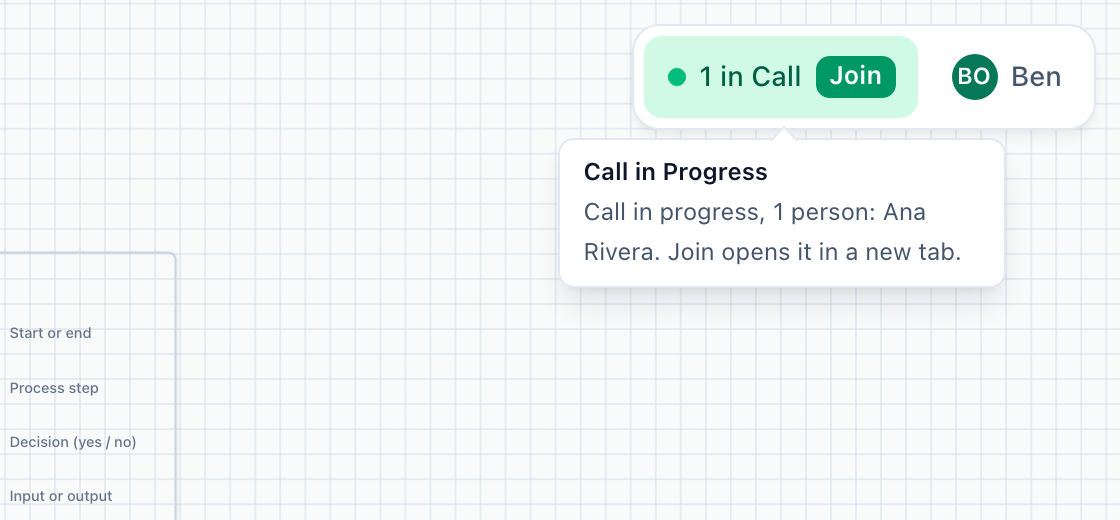 1 in Call Join BO Ben
Call in Progress
Call in progress, 1 person: Ana
Rivera. Join opens it in a new tab.
Start or end
Process step
Decision (yes / no)
Input or output